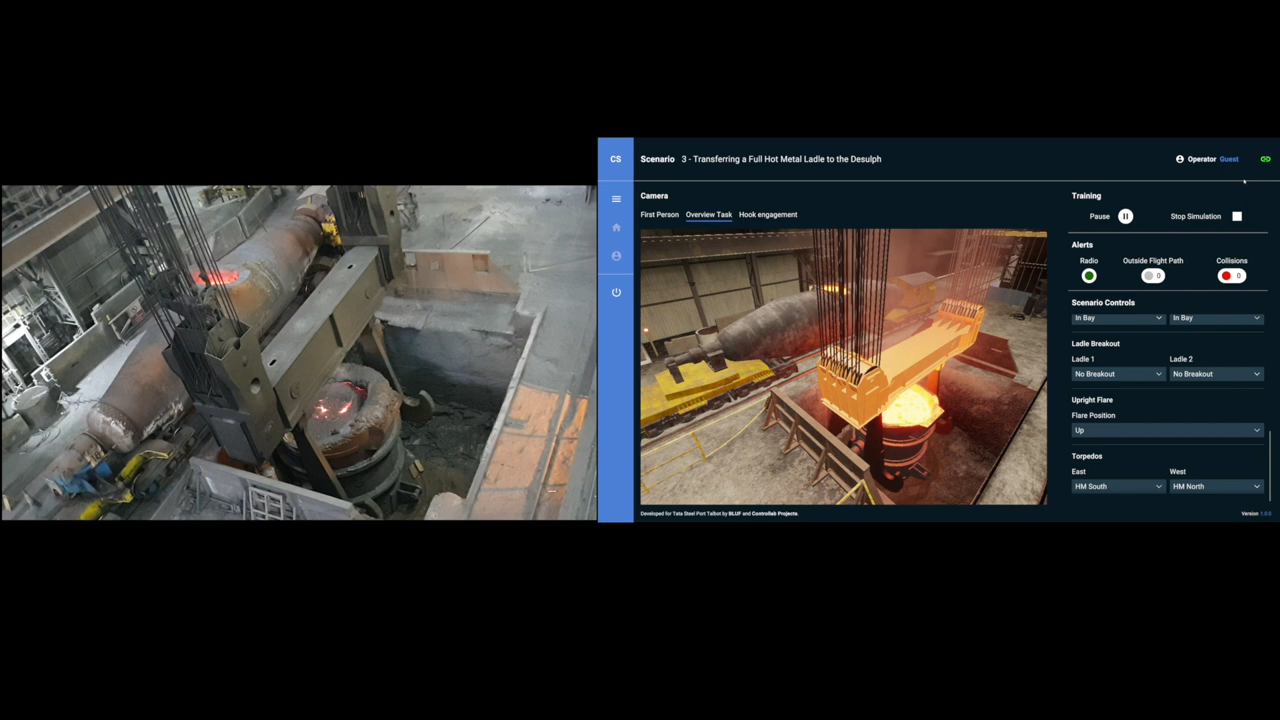 CS
Scenario 3 - Transferring a Full Hot Metal Ladle to the Desulph
Operator Guest
Camera
First Person Overview Task Hook engagement
Training
Pause Stop Simulation
Alerts
Radio Outside Flight Path Collisions
0 0
Scenario Controls
In Bay In Bay
Ladle Breakout
Ladle 1 Ladle 2
No Breakout No Breakout
Upright Flare
Flare Position
Up
Torpedos
East West
HM South HM North
Developed for Tata Steel Port Talbot by BLUF and Controllab Projects.
Version 1.0.0